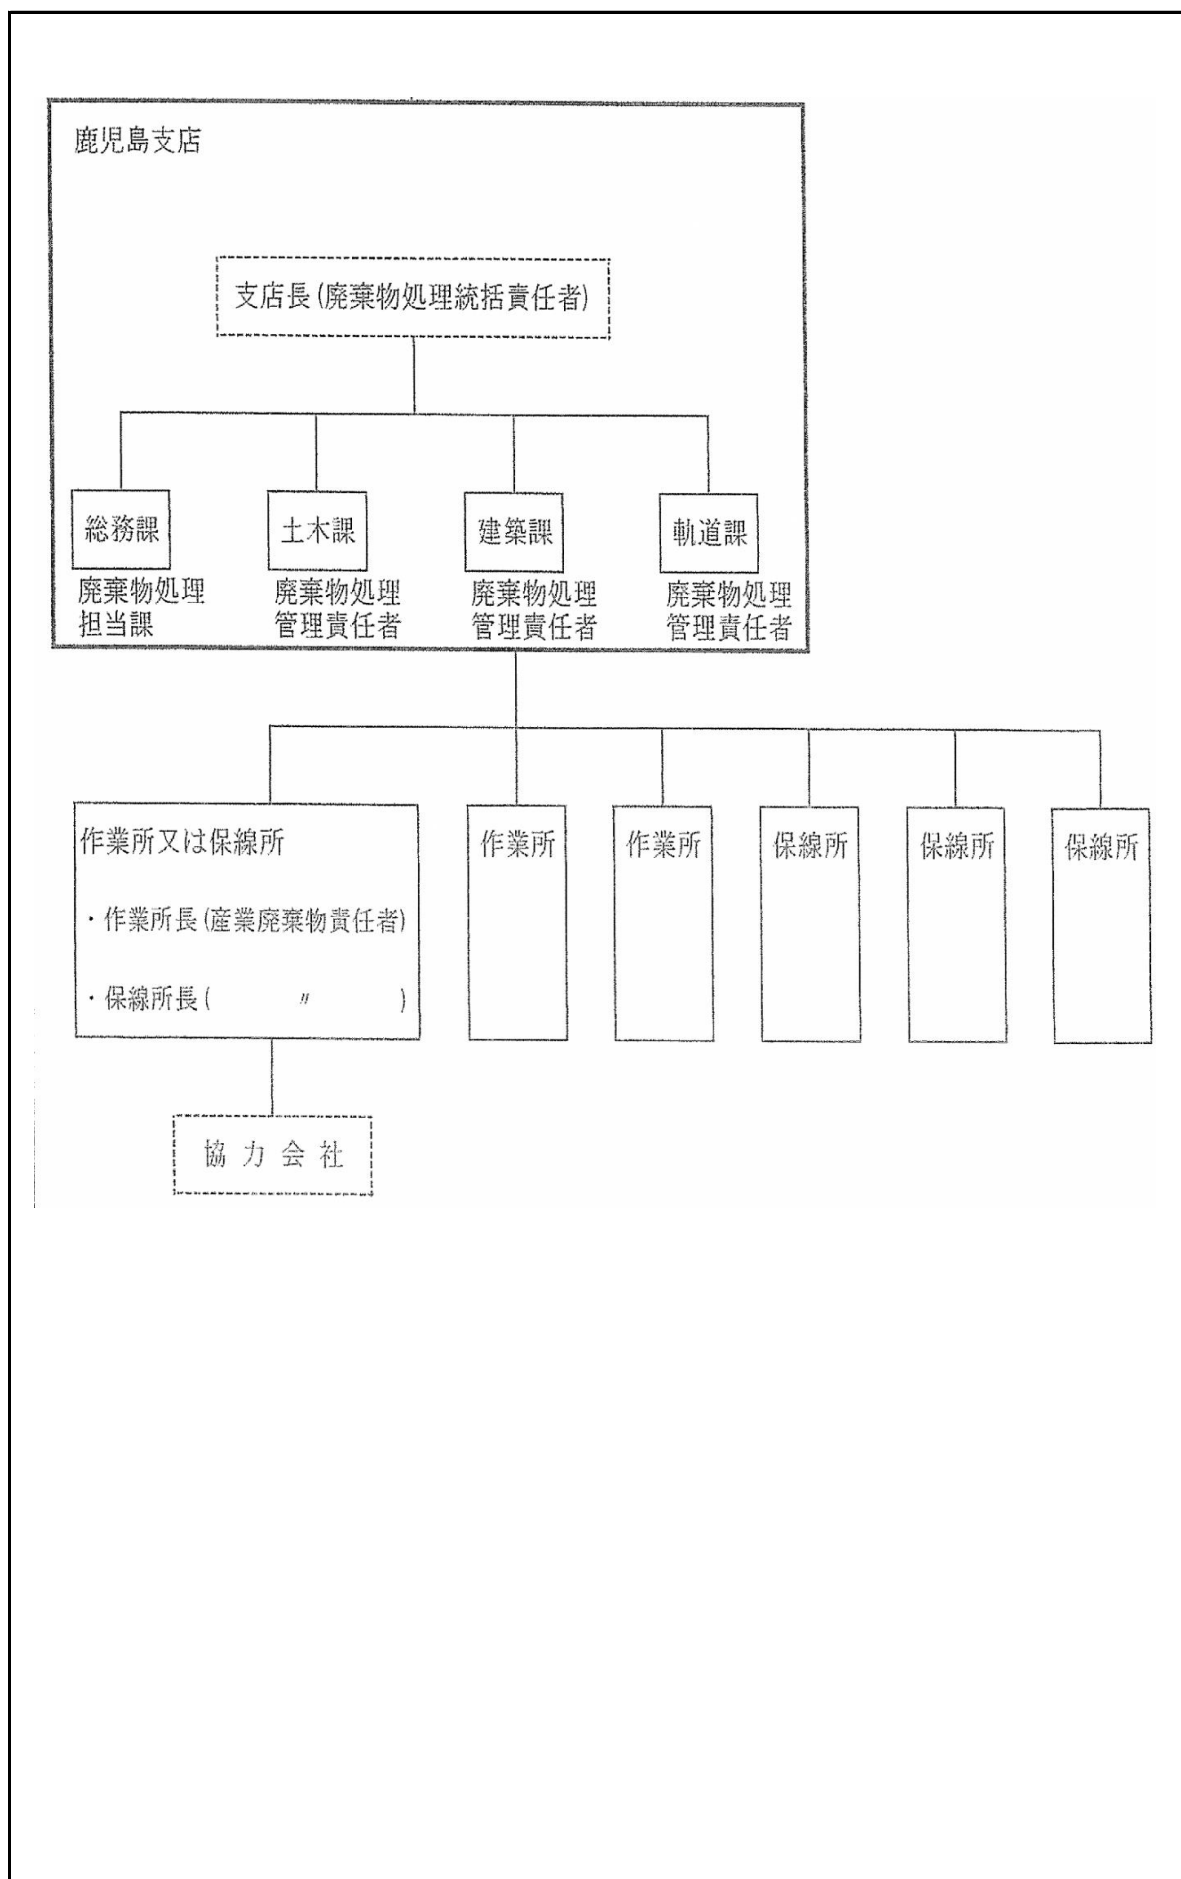 鹿児島支店
支店長(廃棄物処理統括責任者)
総務課
廃棄物処理
担当課
土木課
廃棄物処理
管理責任者
建築課
廃棄物処理
管理責任者
軌道課
廃棄物処理
管理責任者
作業所又は保線所
・作業所長(産業廃棄物責任者)
・保線所長( 〃 )
作業所
作業所
保線所
保線所
保線所
協力会社